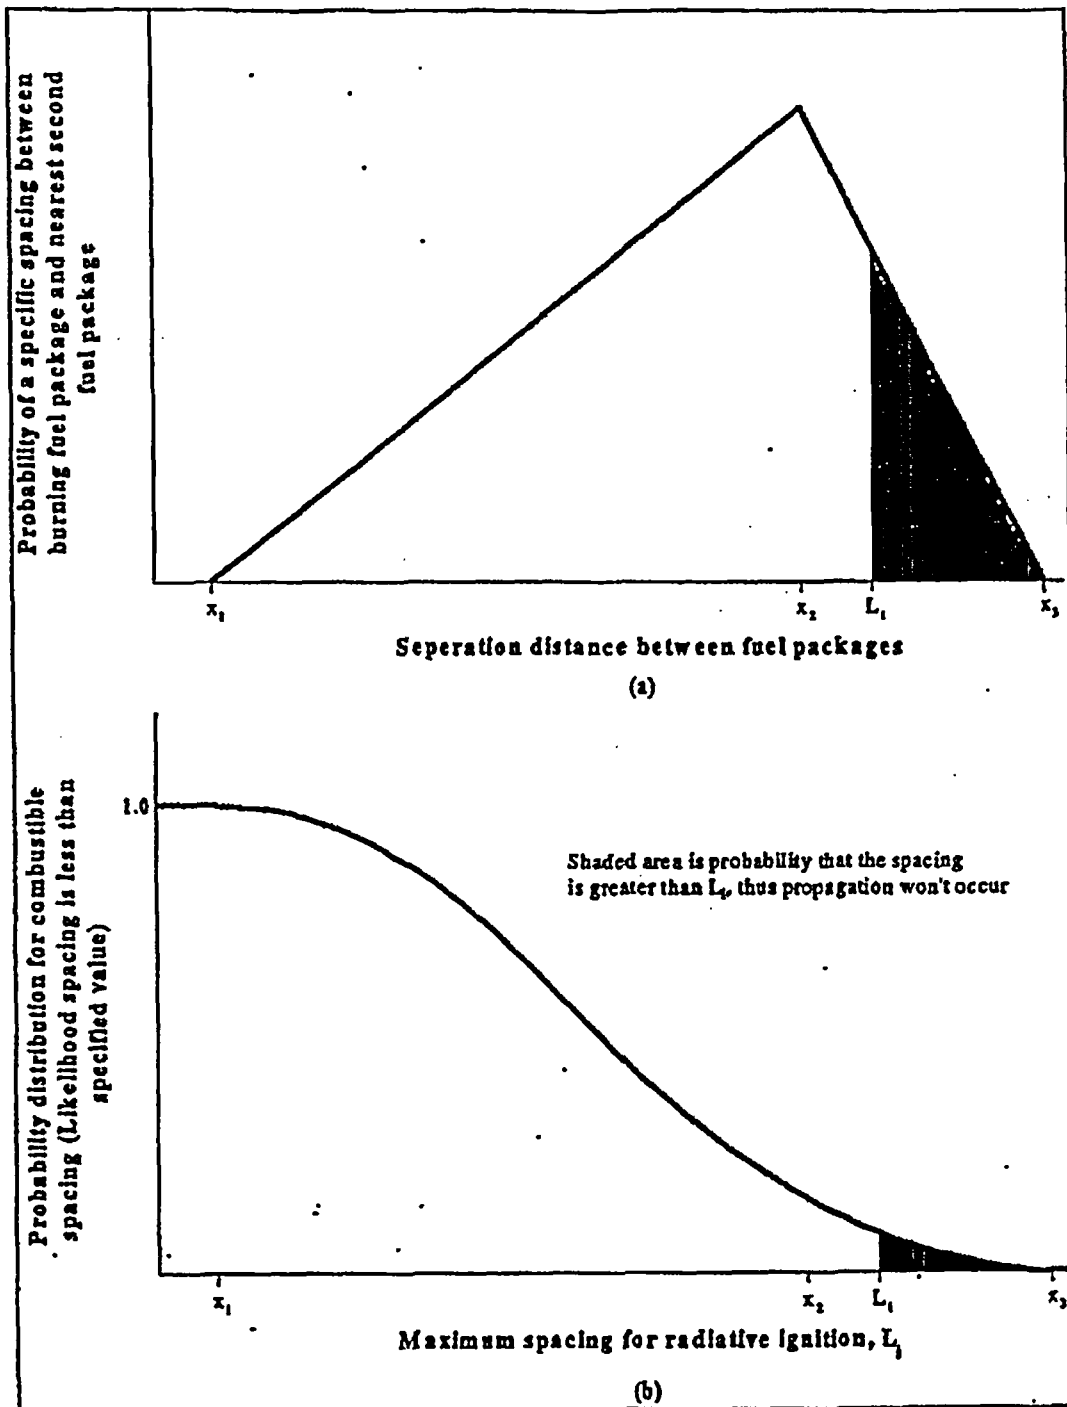 Probability of a specific spacing between
burning fuel package and nearest second
fuel package
x₁
x₂
L₁
x₃
Seperation distance between fuel packages
(a)
Probability distribution for combustible
spacing (Likelihood spacing is less than
specified value)
1.0
Shaded area is probability that the spacing
is greater than L₁, thus propagation won't occur
x₁
x₂
L₁
x₃
Maximum spacing for radiative ignition, Lⱼ
(b)